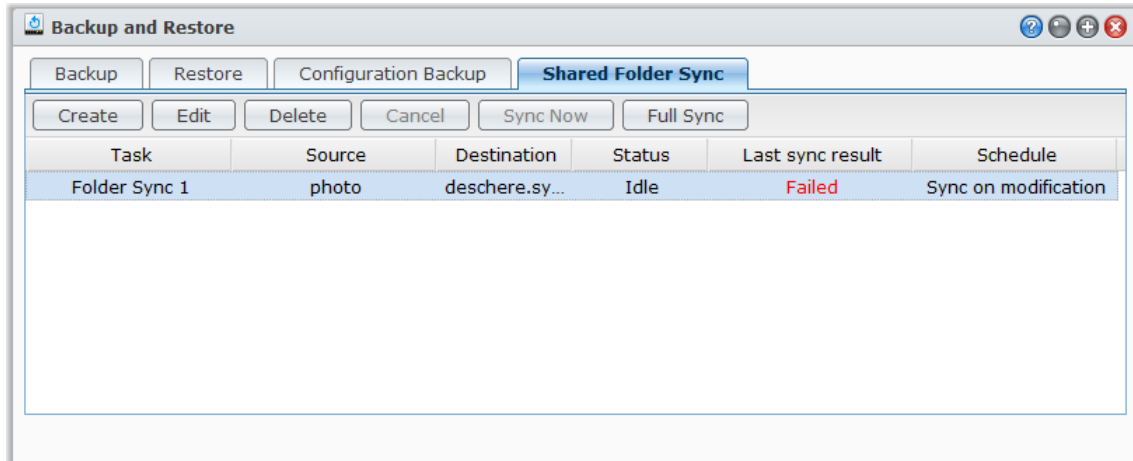 Backup and Restore
Backup Restore Configuration Backup Shared Folder Sync
Create Edit Delete Cancel Sync Now Full Sync
Task Source Destination Status Last sync result Schedule
Folder Sync 1 photo deschere.sy... Idle Failed Sync on modification